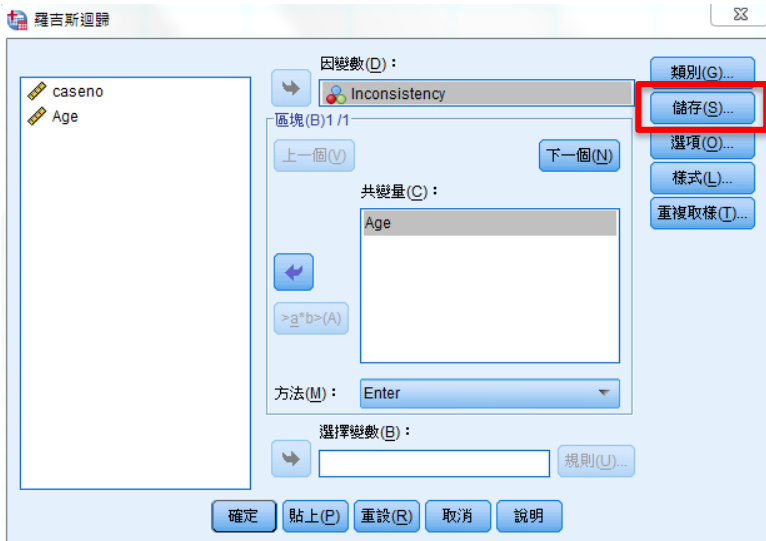 羅吉斯迴歸
caseno
Age
因變數(D)：
Inconsistency
區塊(B)1 /1
上一個(V)
下一個(N)
共變量(C)：
Age
>a*b>(A)
方法(M)：
Enter
選擇變數(B)：
規則(U)...
類別(G)...
儲存(S)...
選項(O)...
樣式(L)...
重複取樣(T)...
確定
貼上(P)
重設(R)
取消
說明